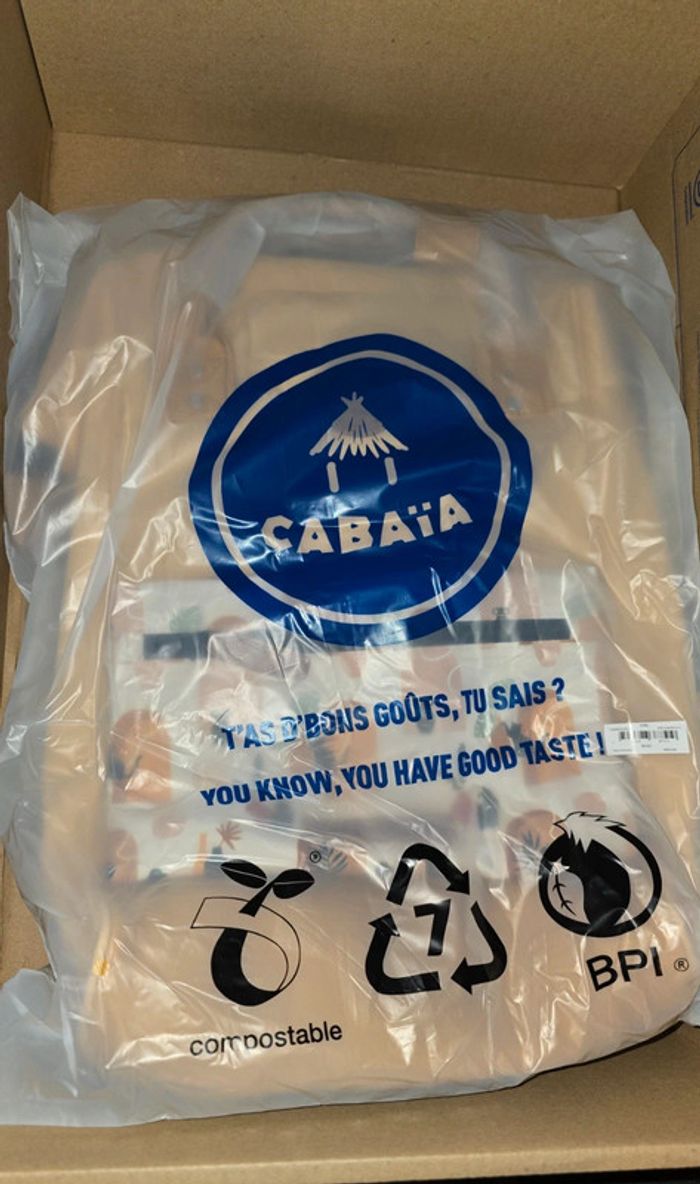 CABAïA
T'AS D'BONS GOÛTS, TU SAIS ?
YOU KNOW, YOU HAVE GOOD TASTE !
®
7
BPI ®
compostable